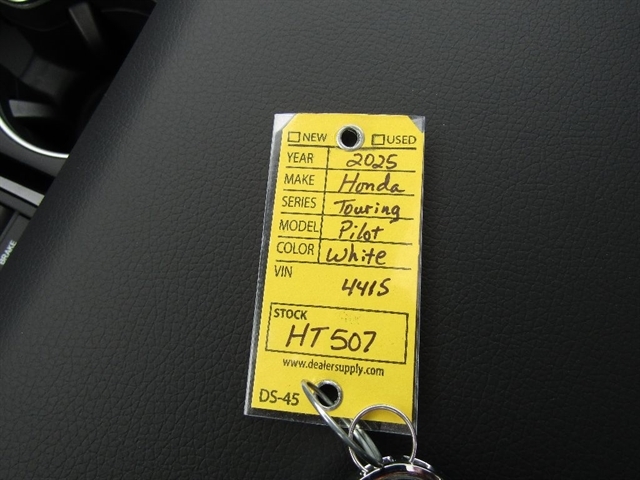 NEW USED
YEAR 2025
MAKE Honda
SERIES Touring
MODEL Pilot
COLOR White
VIN
4415
STOCK
HT507
www.dealersupply.com
DS-45
BRAKE